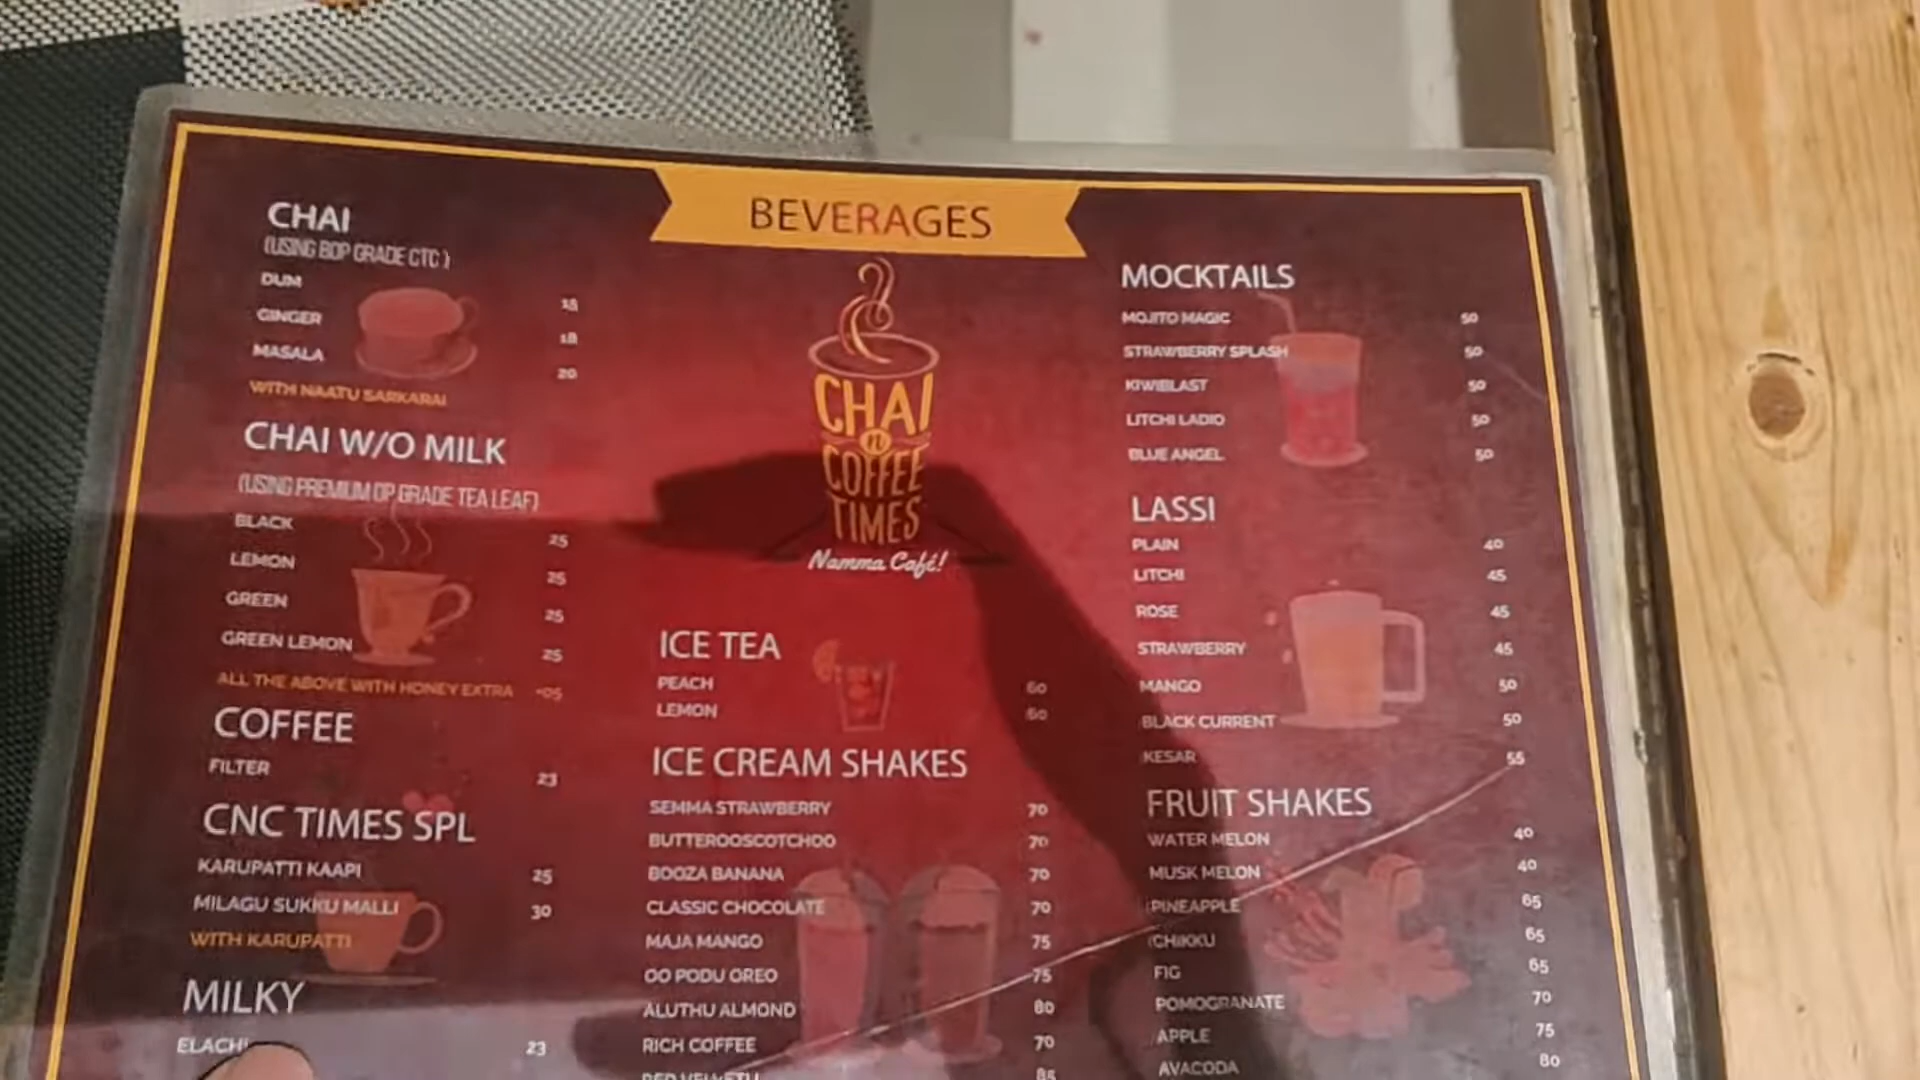 BEVERAGES
CHAI
(USING BOP GRADE CTC )
DUM 15
GINGER 18
MASALA 20
WITH NAATU SARKARAI
CHAI W/O MILK
(USING PREMIUM OP GRADE TEA LEAF)
BLACK 25
LEMON 25
GREEN 25
GREEN LEMON 25
ALL THE ABOVE WITH HONEY EXTRA +05
COFFEE
FILTER 23
CNC TIMES SPL
KARUPATTI KAAPI 25
MILAGU SUKKU MALLI 30
WITH KARUPATTI
MILKY
ELACHI 23
CHAI
n
COFFEE
TIMES
Namma Café!
ICE TEA
PEACH 60
LEMON 60
ICE CREAM SHAKES
SEMMA STRAWBERRY 70
BUTTEROOSCOTCHOO 70
BOOZA BANANA 70
CLASSIC CHOCOLATE 70
MAJA MANGO 75
OO PODU OREO 75
ALUTHU ALMOND 80
RICH COFFEE 70
85
MOCKTAILS
MOJITO MAGIC 50
STRAWBERRY SPLASH 50
KIWIBLAST 50
LITCHI LADIO 50
BLUE ANGEL 50
LASSI
PLAIN 40
LITCHI 45
ROSE 45
STRAWBERRY 45
MANGO 50
BLACK CURRENT 50
KESAR 55
FRUIT SHAKES
WATER MELON 40
MUSK MELON 40
PINEAPPLE 65
CHIKKU 65
FIG 65
POMOGRANATE 70
APPLE 75
AVACODA 80